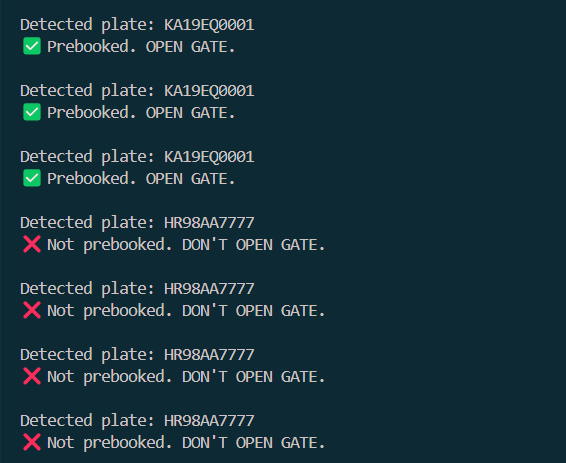 Detected plate: KA19EQ0001
✅ Prebooked. OPEN GATE.
Detected plate: KA19EQ0001
✅ Prebooked. OPEN GATE.
Detected plate: KA19EQ0001
✅ Prebooked. OPEN GATE.
Detected plate: HR98AA7777
❌ Not prebooked. DON'T OPEN GATE.
Detected plate: HR98AA7777
❌ Not prebooked. DON'T OPEN GATE.
Detected plate: HR98AA7777
❌ Not prebooked. DON'T OPEN GATE.
Detected plate: HR98AA7777
❌ Not prebooked. DON'T OPEN GATE.